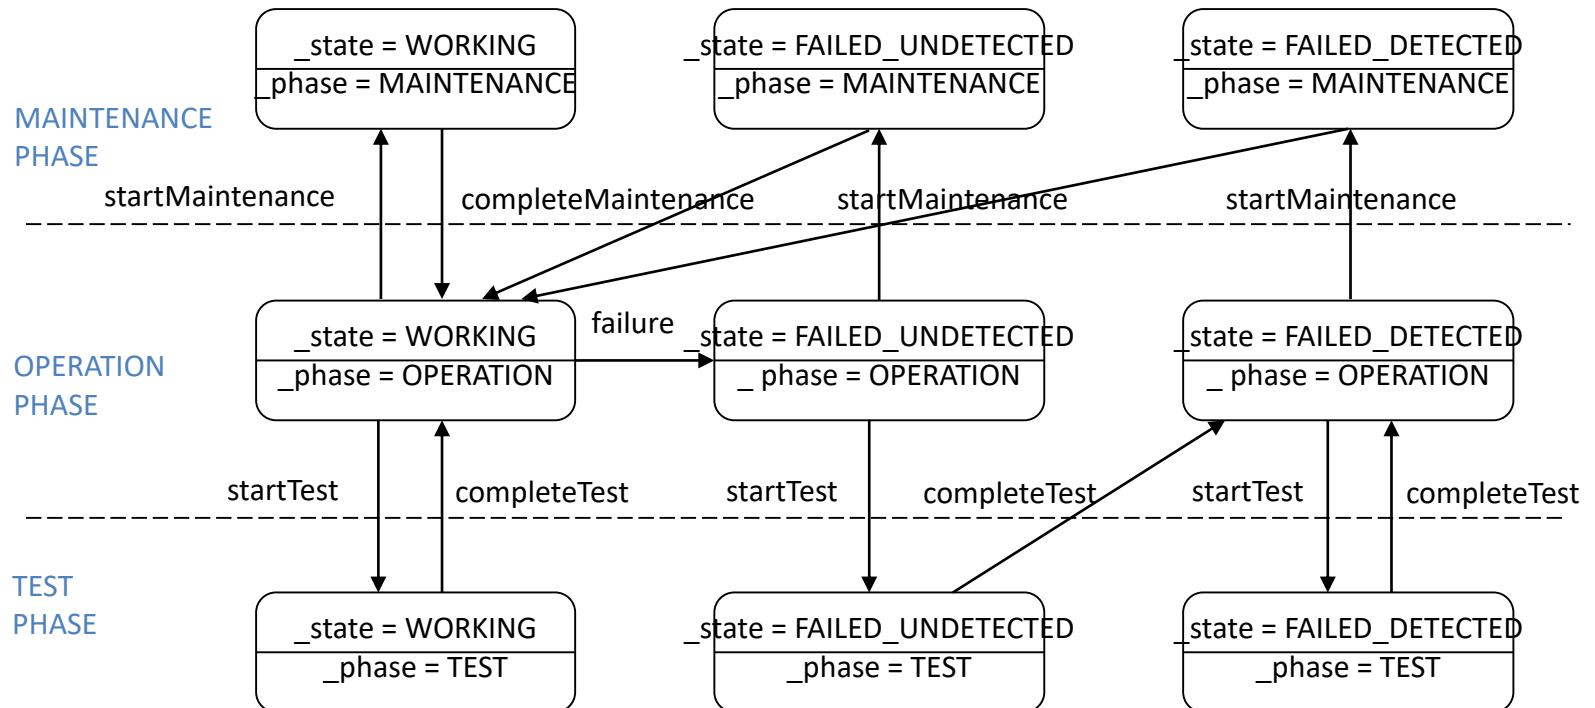 _state = WORKING
_phase = MAINTENANCE
_state = FAILED_UNDETECTED
_phase = MAINTENANCE
_state = FAILED_DETECTED
_phase = MAINTENANCE
MAINTENANCE
PHASE
startMaintenance
completeMaintenance
startMaintenance
startMaintenance
_state = WORKING
_phase = OPERATION
failure
_state = FAILED_UNDETECTED
_ phase = OPERATION
_state = FAILED_DETECTED
_ phase = OPERATION
OPERATION
PHASE
startTest
completeTest
startTest
completeTest
startTest
completeTest
TEST
PHASE
_state = WORKING
_phase = TEST
_state = FAILED_UNDETECTED
_phase = TEST
_state = FAILED_DETECTED
_phase = TEST